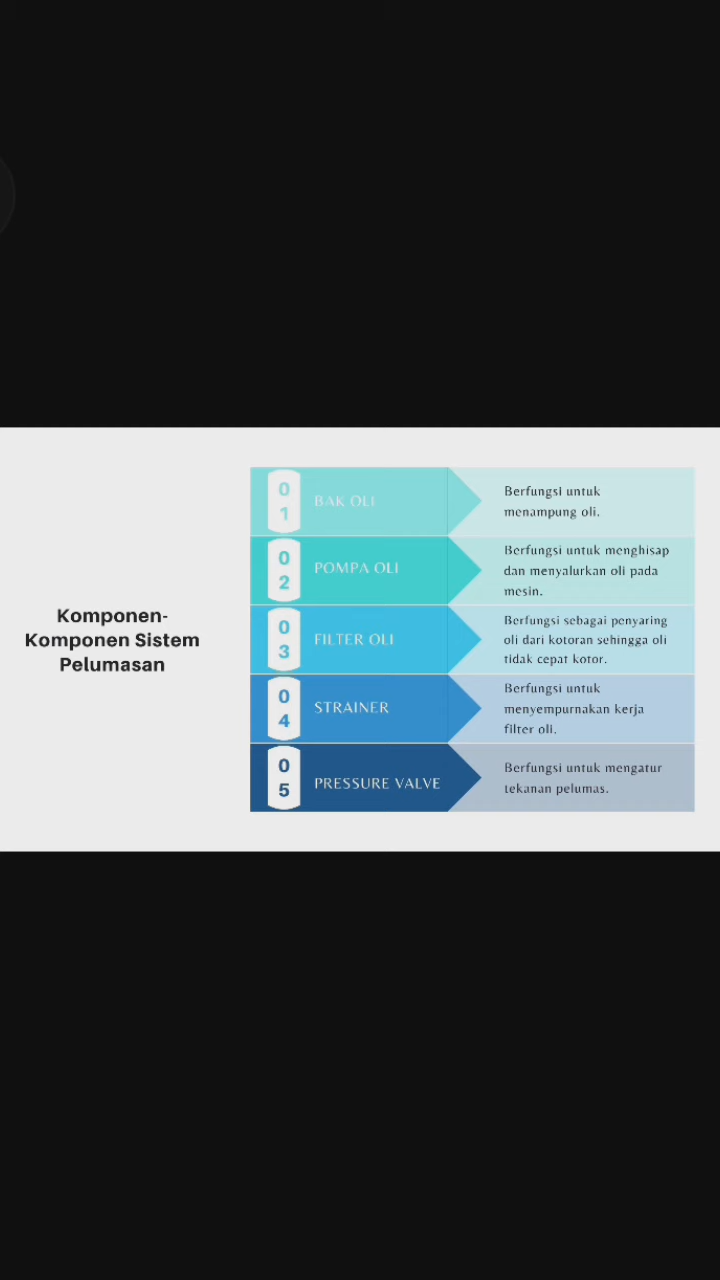 Komponen-
Komponen Sistem
Pelumasan
0
1
BAK OLI
Berfungsi untuk
menampung oli.
0
2
POMPA OLI
Berfungsi untuk menghisap
dan menyalurkan oli pada
mesin.
0
3
FILTER OLI
Berfungsi sebagai penyaring
oli dari kotoran sehingga oli
tidak cepat kotor.
0
4
STRAINER
Berfungsi untuk
menyempurnakan kerja
filter oli.
0
5
PRESSURE VALVE
Berfungsi untuk mengatur
tekanan pelumas.